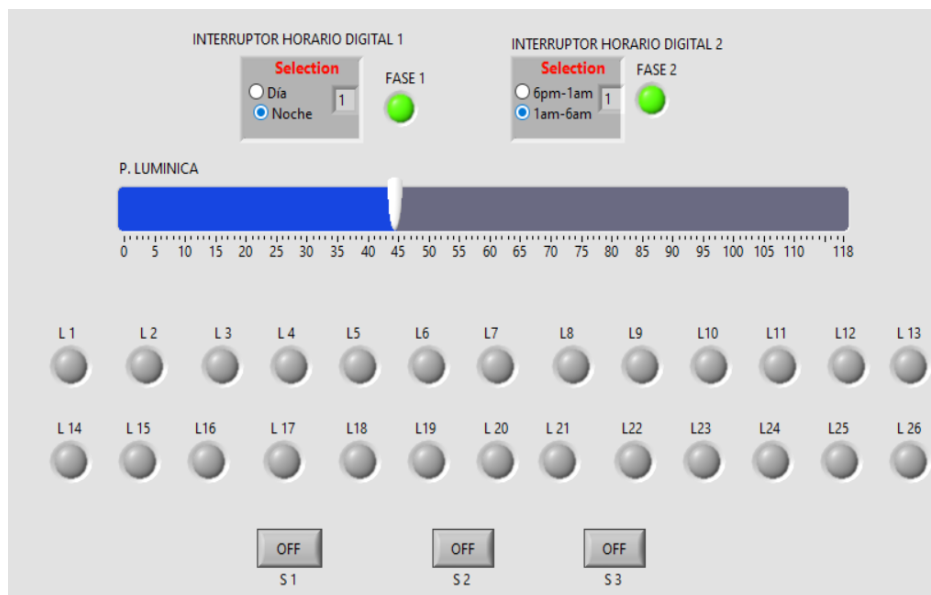 INTERRUPTOR HORARIO DIGITAL 1
INTERRUPTOR HORARIO DIGITAL 2
Selection
Día
Noche
1
FASE 1
Selection
6pm-1am
1am-6am
1
FASE 2
P. LUMINICA
0 5 10 15 20 25 30 35 40 45 50 55 60 65 70 75 80 85 90 95 100 105 110 118
L 1 L 2 L 3 L 4 L5 L6 L7 L8 L9 L10 L11 L12 L 13
L 14 L 15 L16 L 17 L18 L19 L 20 L 21 L22 L23 L24 L25 L 26
OFF OFF OFF
S 1 S 2 S 3